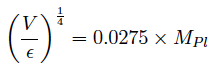 (V/ϵ)^{1/4} = 0.0275 × M_{Pl}